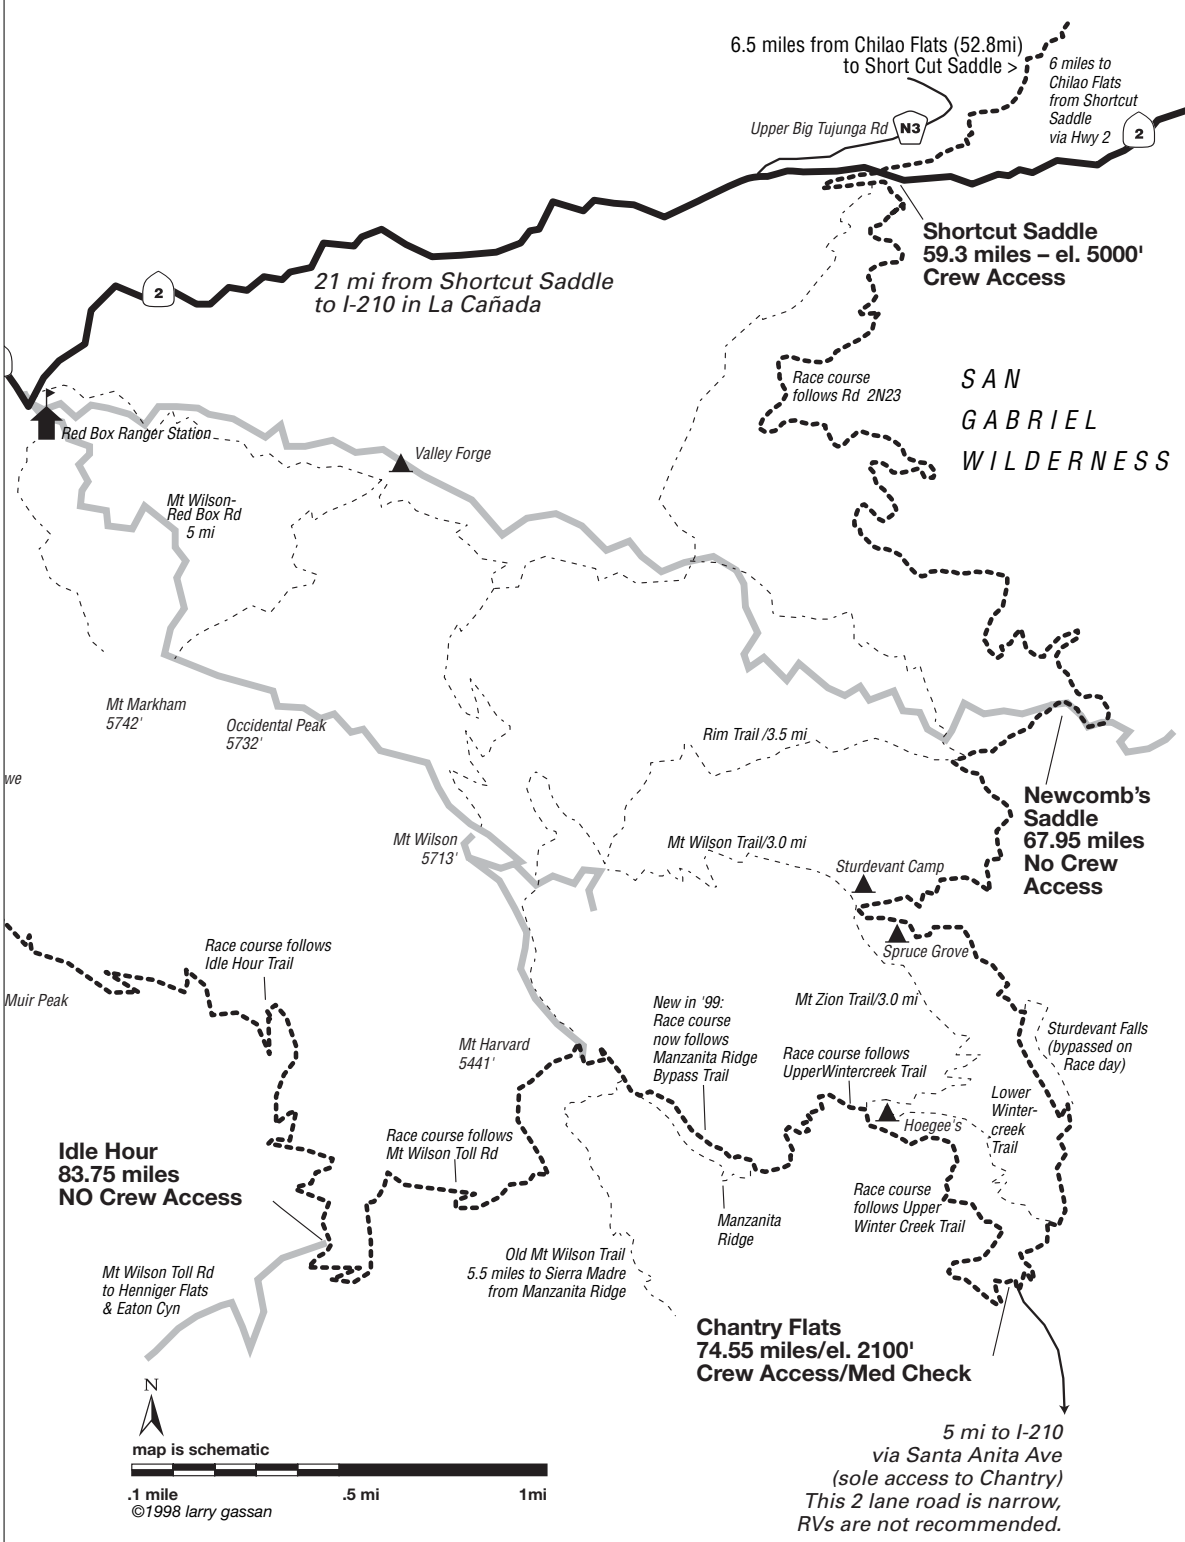 6.5 miles from Chilao Flats (52.8mi)
to Short Cut Saddle >
6 miles to
Chilao Flats
from Shortcut
Saddle
via Hwy 2
Upper Big Tujunga Rd
N3
2
Shortcut Saddle
59.3 miles – el. 5000'
Crew Access
2
21 mi from Shortcut Saddle
to I-210 in La Cañada
Race course
follows Rd 2N23
SAN
GABRIEL
WILDERNESS
Red Box Ranger Station
Valley Forge
Mt Wilson-
Red Box Rd
5 mi
Mt Markham
5742'
Occidental Peak
5732'
Rim Trail /3.5 mi
we
Newcomb's
Saddle
67.95 miles
No Crew
Access
Mt Wilson
5713'
Mt Wilson Trail/3.0 mi
Sturdevant Camp
Spruce Grove
Race course follows
Idle Hour Trail
Muir Peak
Mt Zion Trail/3.0 mi
New in '99:
Race course
now follows
Manzanita Ridge
Bypass Trail
Sturdevant Falls
(bypassed on
Race day)
Mt Harvard
5441'
Race course follows
UpperWintercreek Trail
Lower
Winter-
creek
Trail
Hoegee's
Idle Hour
83.75 miles
NO Crew Access
Race course follows
Mt Wilson Toll Rd
Race course
follows Upper
Winter Creek Trail
Manzanita
Ridge
Old Mt Wilson Trail
5.5 miles to Sierra Madre
from Manzanita Ridge
Mt Wilson Toll Rd
to Henniger Flats
& Eaton Cyn
Chantry Flats
74.55 miles/el. 2100'
Crew Access/Med Check
N
map is schematic
.1 mile .5 mi 1mi
©1998 larry gassan
5 mi to I-210
via Santa Anita Ave
(sole access to Chantry)
This 2 lane road is narrow,
RVs are not recommended.